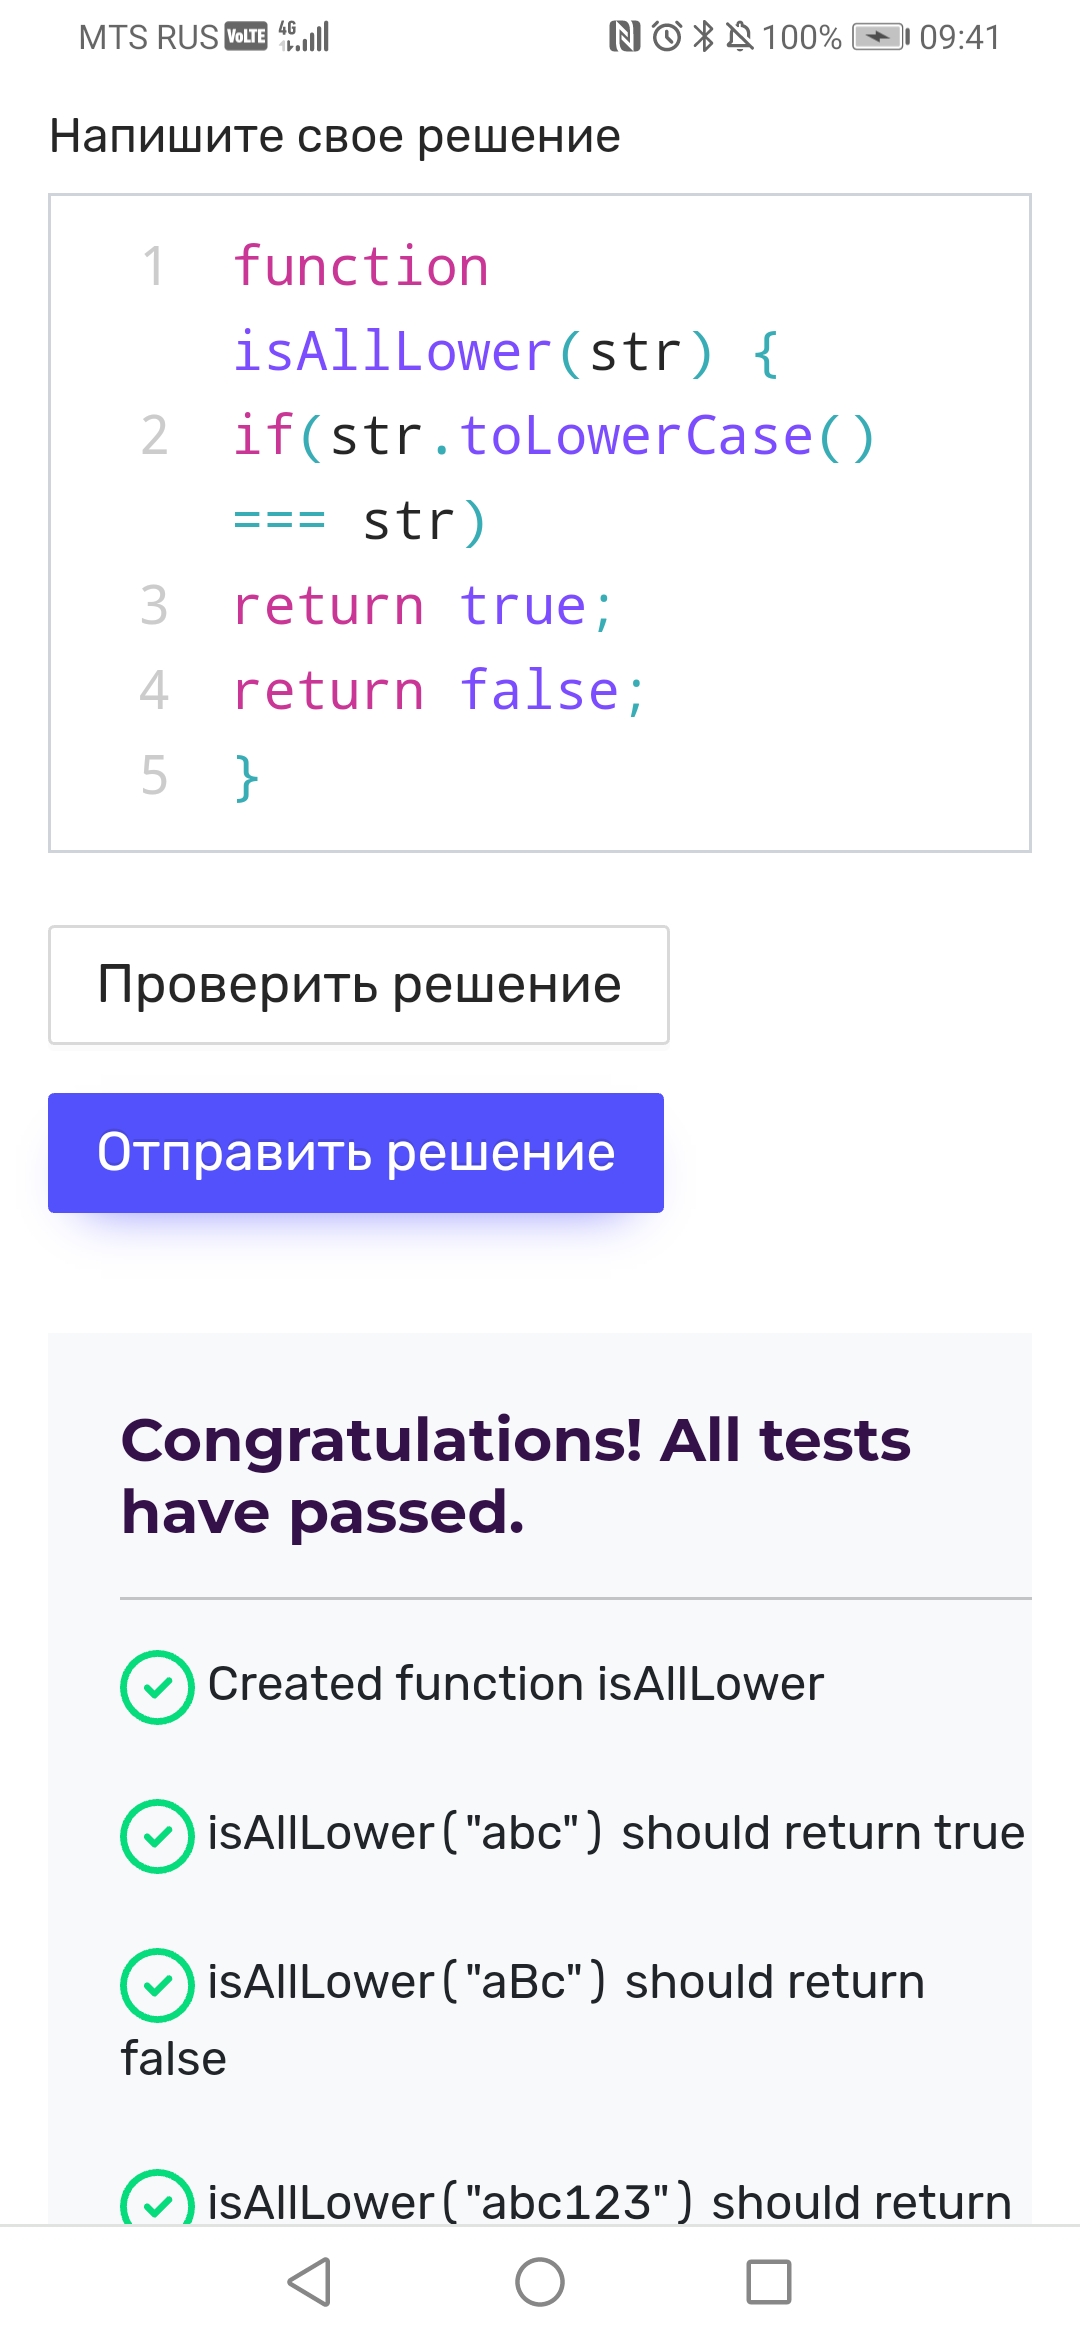 MTS RUS VoLTE 4G 100% 09:41
Напишите свое решение
1 function
isAllLower(str) {
2 if(str.toLowerCase()
=== str)
3 return true;
4 return false;
5 }
Проверить решение
Отправить решение
Congratulations! All tests
have passed.
Created function isAllLower
isAllLower("abc") should return true
isAllLower("aBc") should return
false
isAllLower("abc123") should return